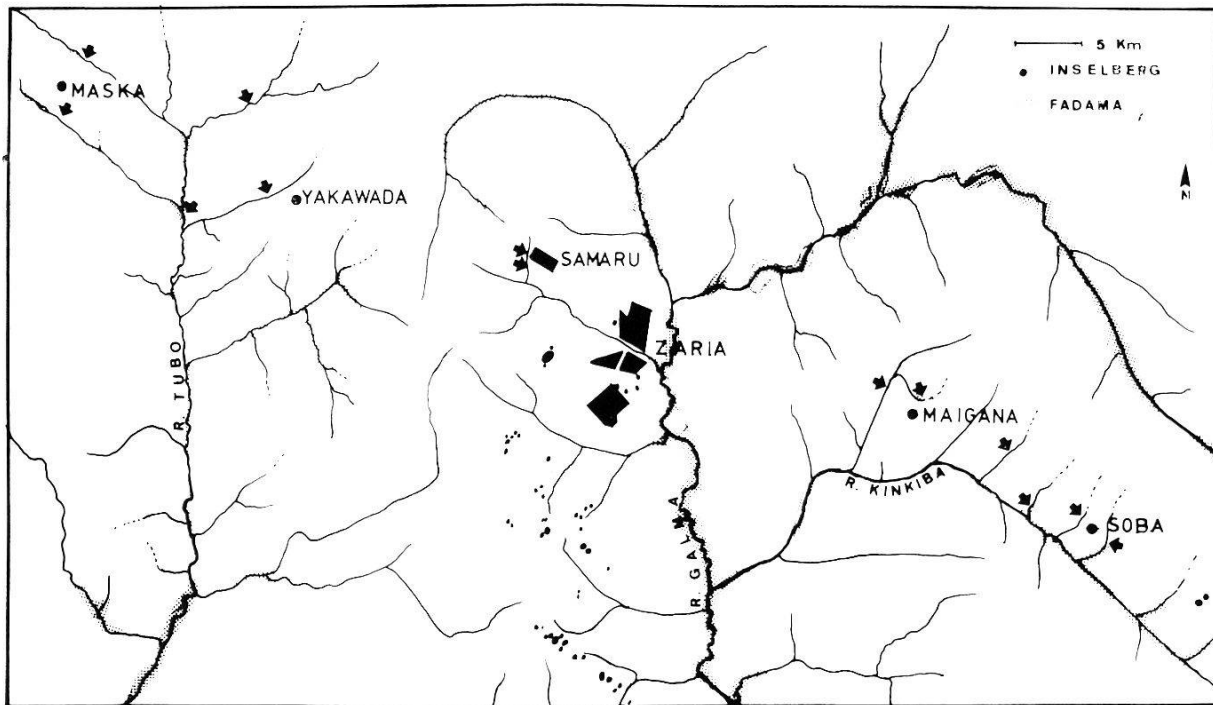 5 Km
INSELBERG
MASKA
FADAMA
N
YAKAWADA
SAMARU
ZARIA
R. TUBO
MAIGANA
R. KINKIBA
R. GALMA
SOBA